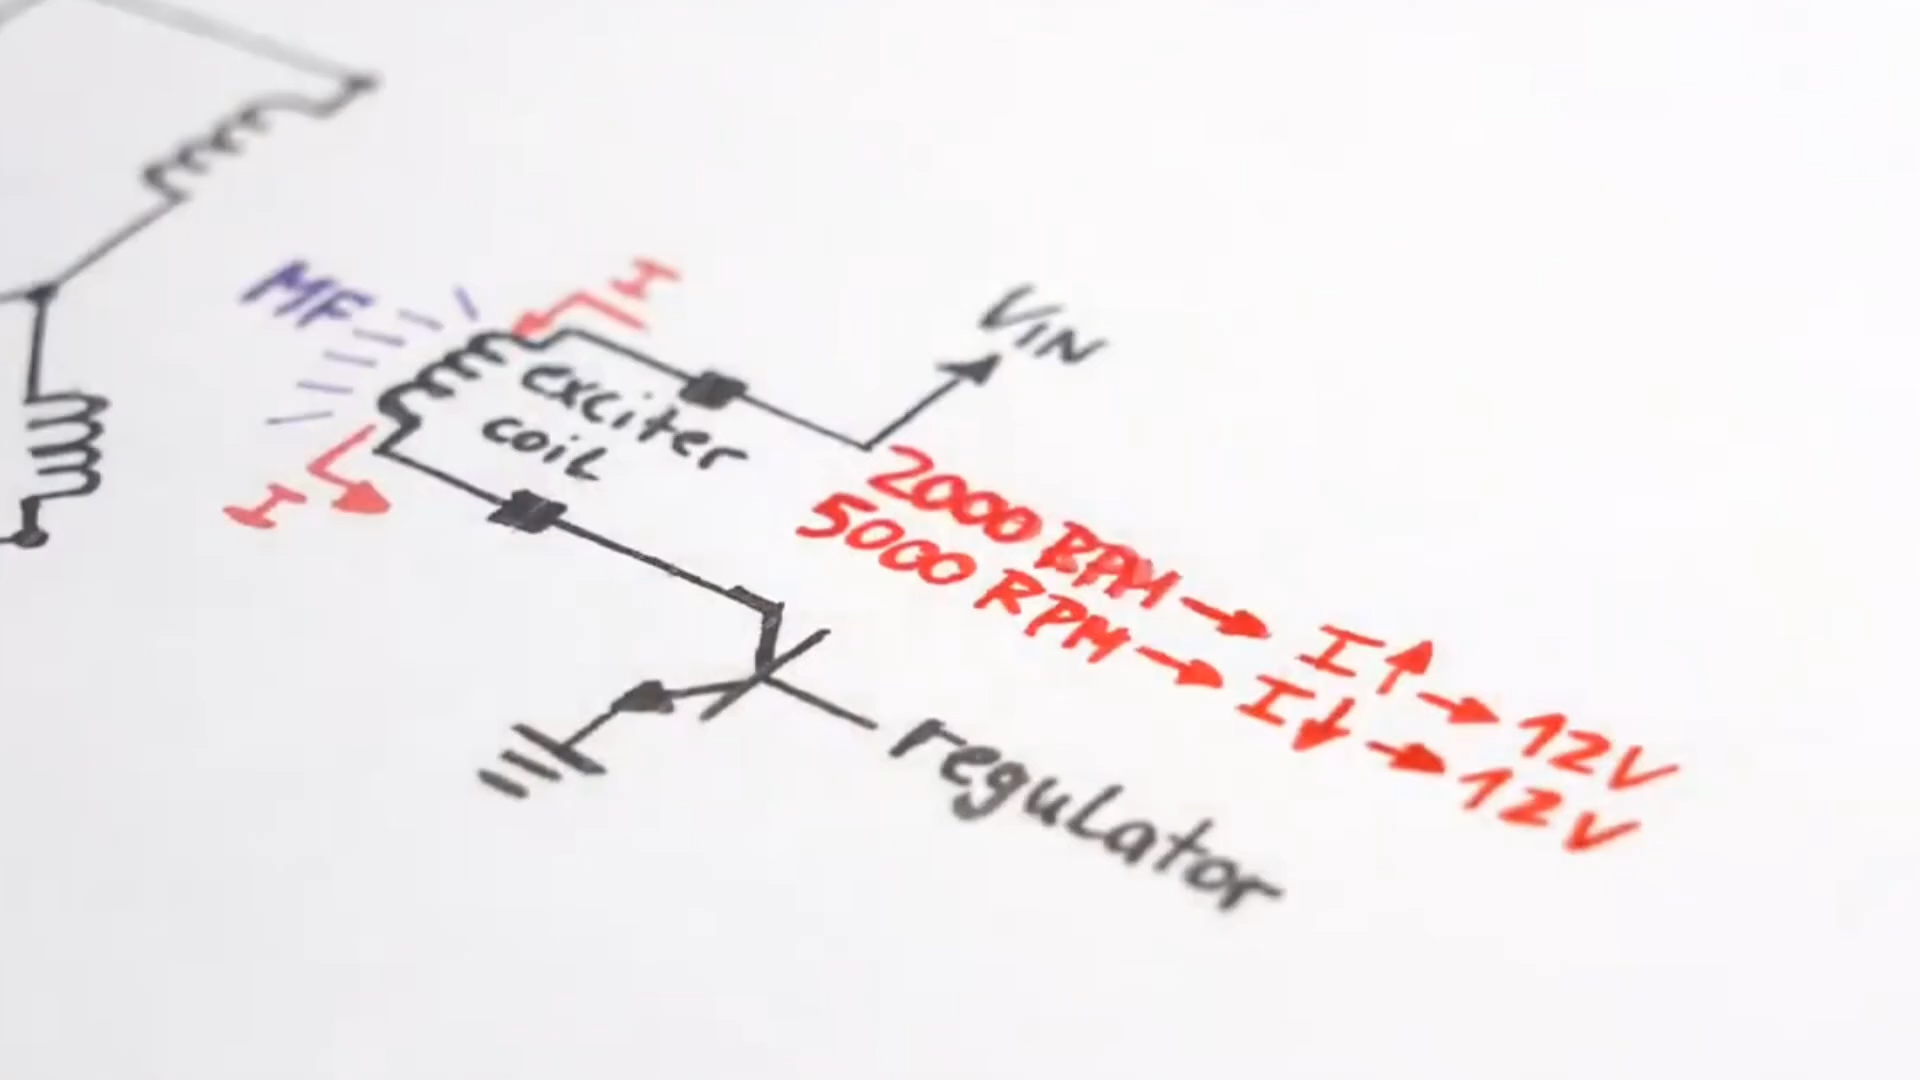 MF
I
VIN
exciter
coil
I
2000 RPM → I↑ → 12V
5000 RPM → I↓ → 12V
regulator